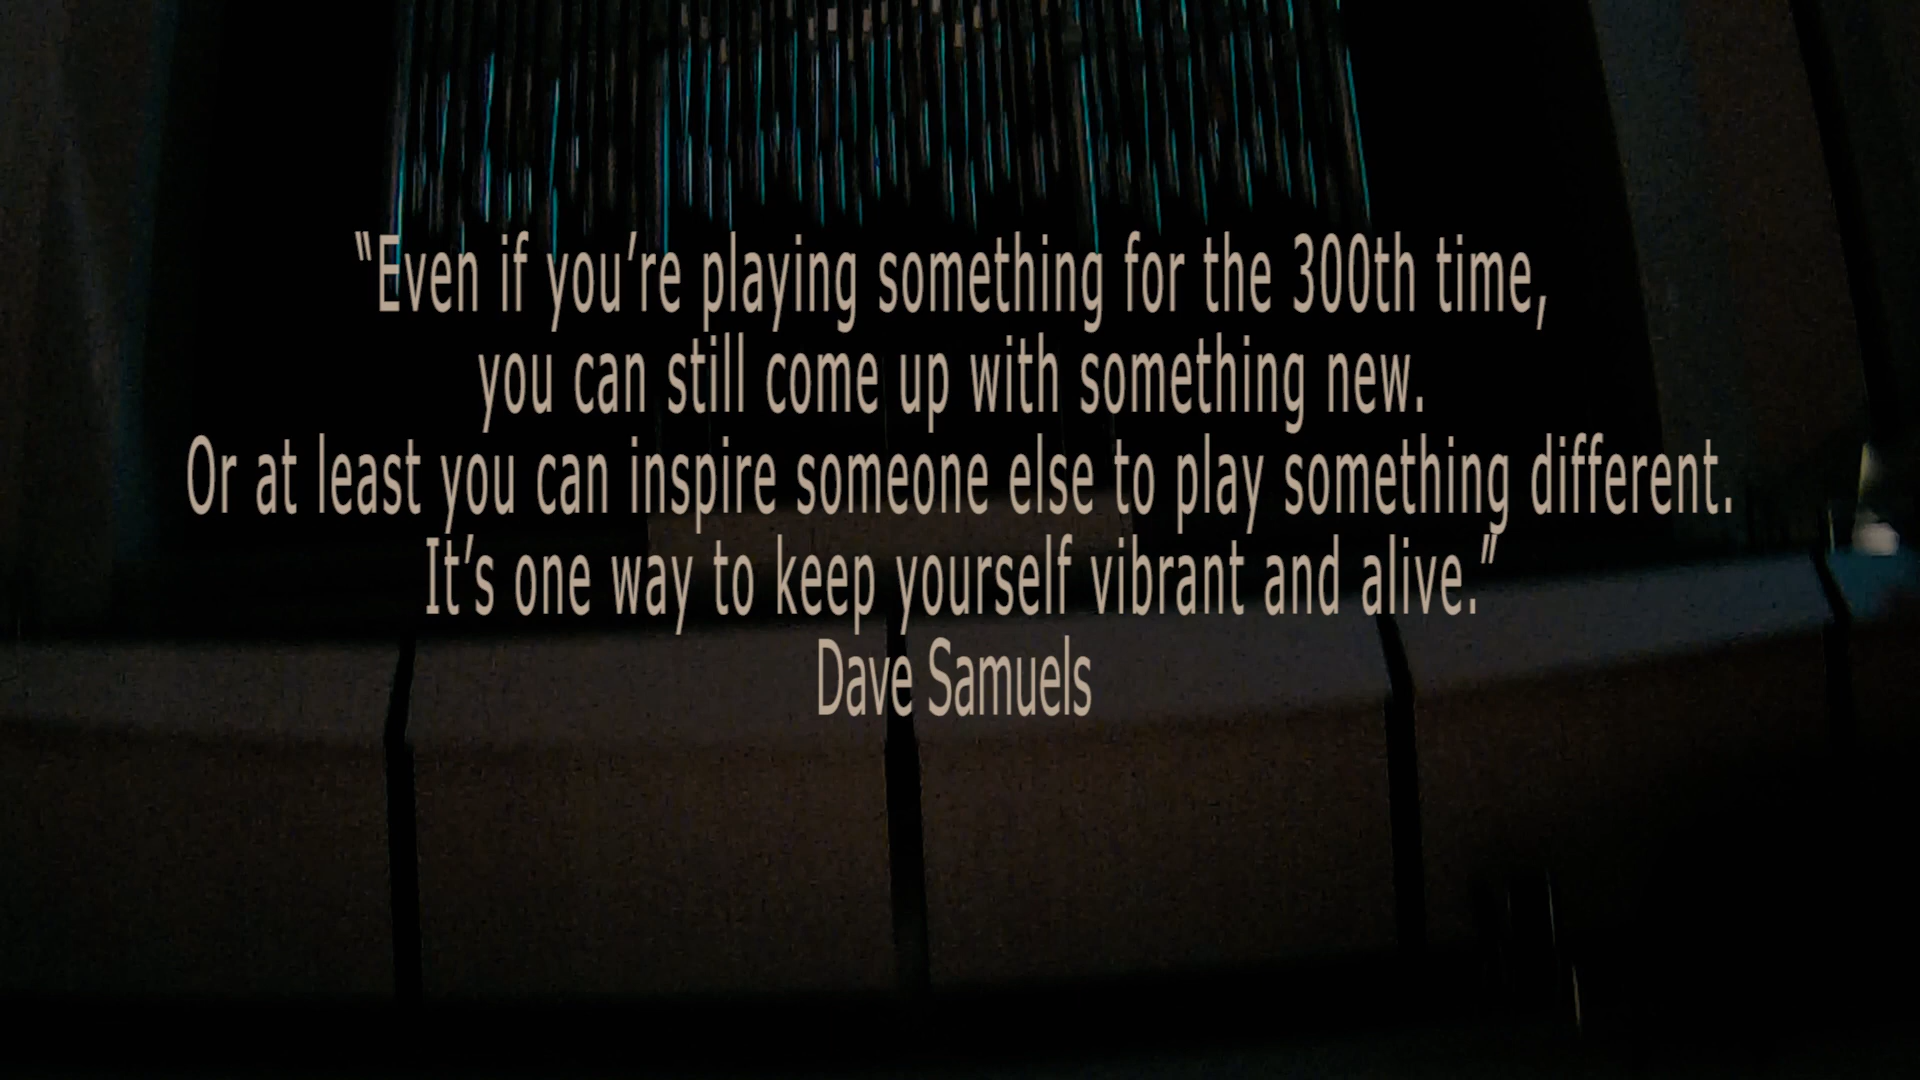 “Even if you’re playing something for the 300th time,
you can still come up with something new.
Or at least you can inspire someone else to play something different.
It’s one way to keep yourself vibrant and alive.”
Dave Samuels